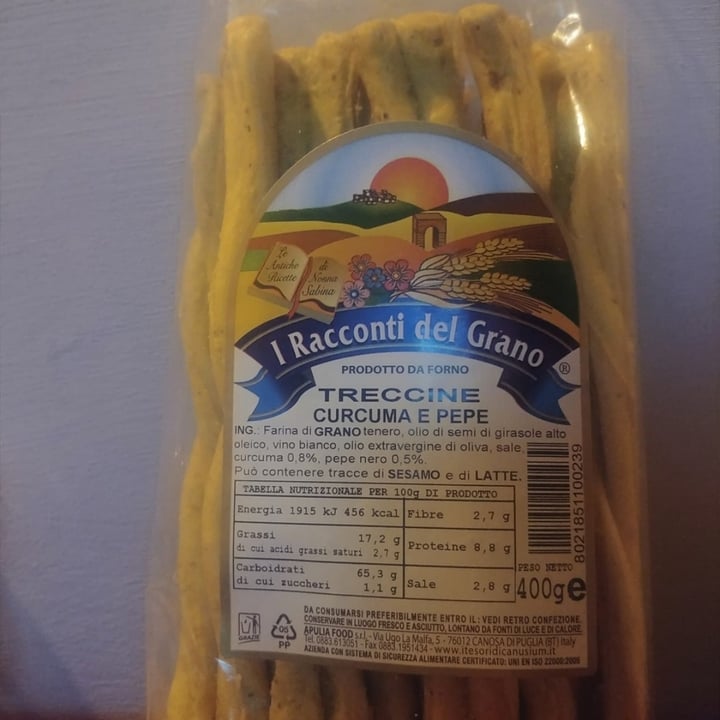 Le
Antiche
Ricette
di
Nonna
Sabina
I Racconti del Grano
®
PRODOTTO DA FORNO
TRECCINE
CURCUMA E PEPE
ING.: Farina di GRANO tenero, olio di semi di girasole alto
oleico, vino bianco, olio extravergine di oliva, sale,
curcuma 0,8%, pepe nero 0,5%.
Può contenere tracce di SESAMO e di LATTE.
TABELLA NUTRIZIONALE PER 100g DI PRODOTTO
Energia 1915 kJ 456 kcal
Fibre 2,7 g
Grassi 17,2 g
di cui acidi grassi saturi 2,7 g
Proteine 8,8 g
Carboidrati 65,3 g
di cui zuccheri 1,1 g
Sale 2,8 g
8021851100239
PESO NETTO
400g e
GRAZIE
05
PP
DA CONSUMARSI PREFERIBILMENTE ENTRO IL: VEDI RETRO CONFEZIONE.
CONSERVARE IN LUOGO FRESCO E ASCIUTTO, LONTANO DA FONTI DI LUCE E DI CALORE.
APULIA FOOD s.r.l. - Via Ugo La Malfa, 5 - 76012 CANOSA DI PUGLIA (BT) Italy
Tel. 0883.613051 - Fax 0883.1951434 - www.itesoridicanusium.it
AZIENDA CON SISTEMA DI SICUREZZA ALIMENTARE CERTIFICATO: UNI EN ISO 22000:2005